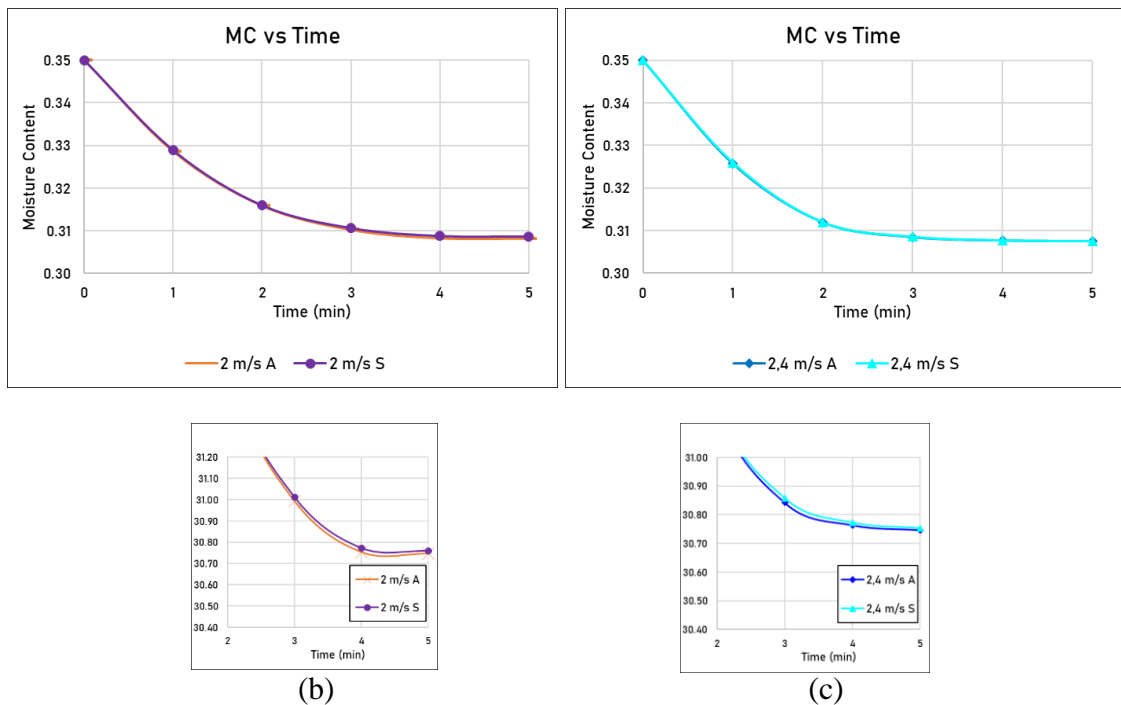 MC vs Time
0.35
0.34
0.33
0.32
0.31
0.30
Moisture Content
0 1 2 3 4 5
Time (min)
2 m/s A 2 m/s S
MC vs Time
0.35
0.34
0.33
0.32
0.31
0.30
Moisture Content
0 1 2 3 4 5
Time (min)
2,4 m/s A 2,4 m/s S
31.20
31.10
31.00
30.90
30.80
30.70
30.60
30.50
30.40
2 m/s A
2 m/s S
2 3 4 5
Time (min)
(b)
31.00
30.90
30.80
30.70
30.60
30.50
30.40
2,4 m/s A
2,4 m/s S
2 3 4 5
Time (min)
(c)